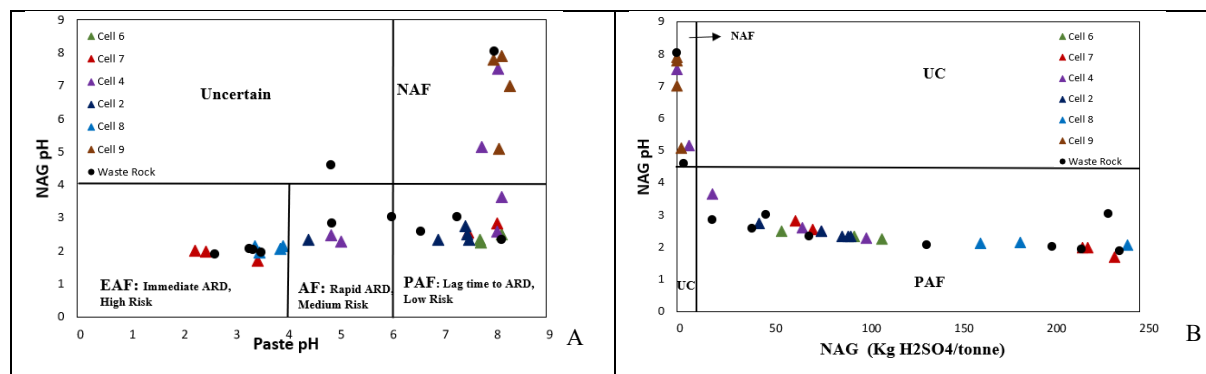 9
8
7
6
5
4
3
2
1
0
NAG pH
Cell 6
Cell 7
Cell 4
Cell 2
Cell 8
Cell 9
Waste Rock
Uncertain
NAF
EAF: Immediate ARD,
High Risk
AF: Rapid ARD,
Medium Risk
PAF: Lag time to ARD,
Low Risk
0 1 2 3 4 5 6 7 8 9
Paste pH
A
9
8
7
6
5
4
3
2
1
0
NAG pH
NAF
UC
Cell 6
Cell 7
Cell 4
Cell 2
Cell 8
Cell 9
Waste Rock
UC
PAF
0 50 100 150 200 250
NAG (Kg H2SO4/tonne)
B